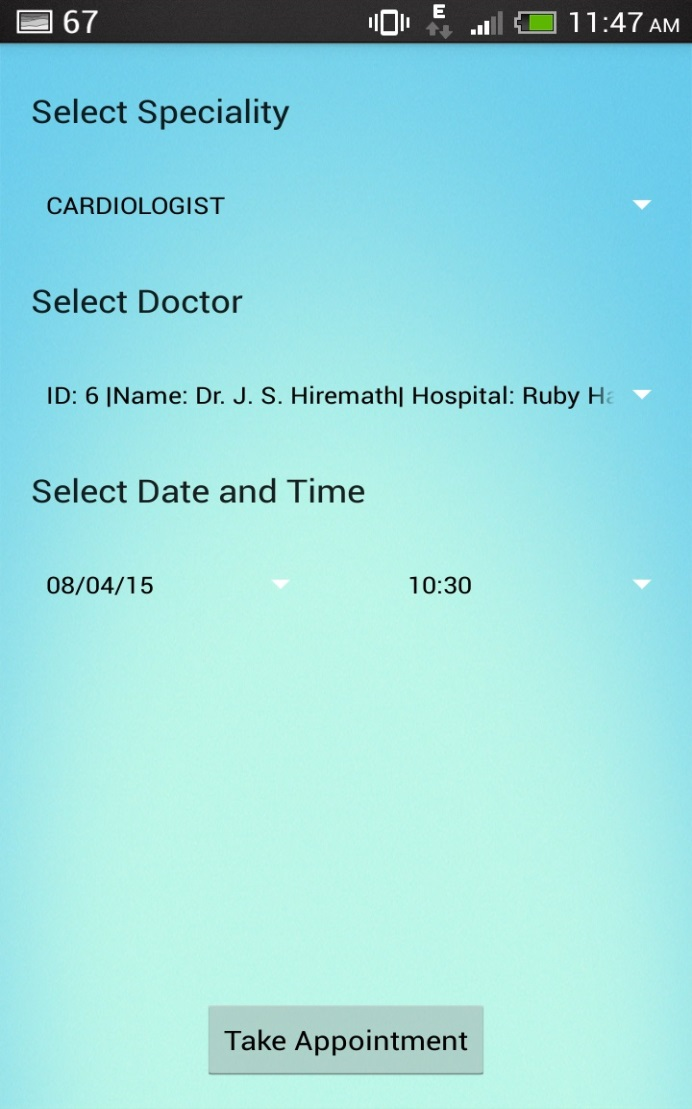 67 E 11:47 AM
Select Speciality
CARDIOLOGIST
Select Doctor
ID: 6 |Name: Dr. J. S. Hiremath| Hospital: Ruby
Select Date and Time
08/04/15 10:30
Take Appointment